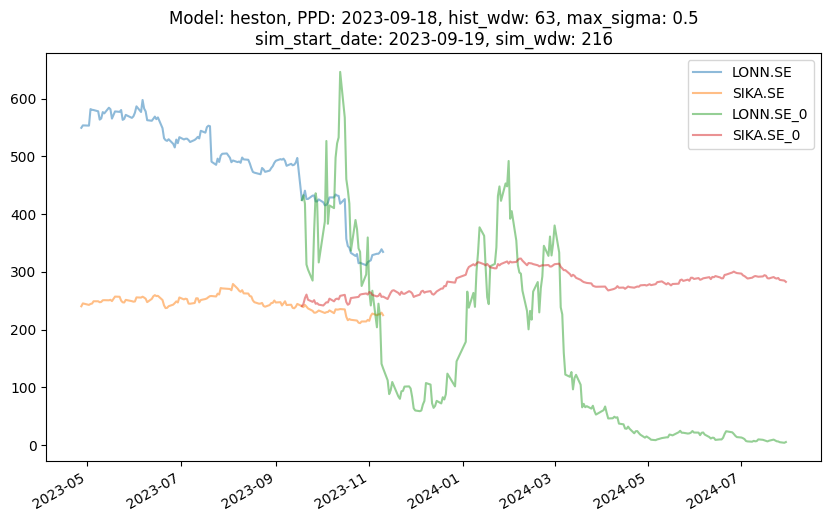 Model: heston, PPD: 2023-09-18, hist_wdw: 63, max_sigma: 0.5
sim_start_date: 2023-09-19, sim_wdw: 216
LONN.SE
SIKA.SE
LONN.SE_0
SIKA.SE_0
600
500
400
300
200
100
0
2023-05
2023-07
2023-09
2023-11
2024-01
2024-03
2024-05
2024-07